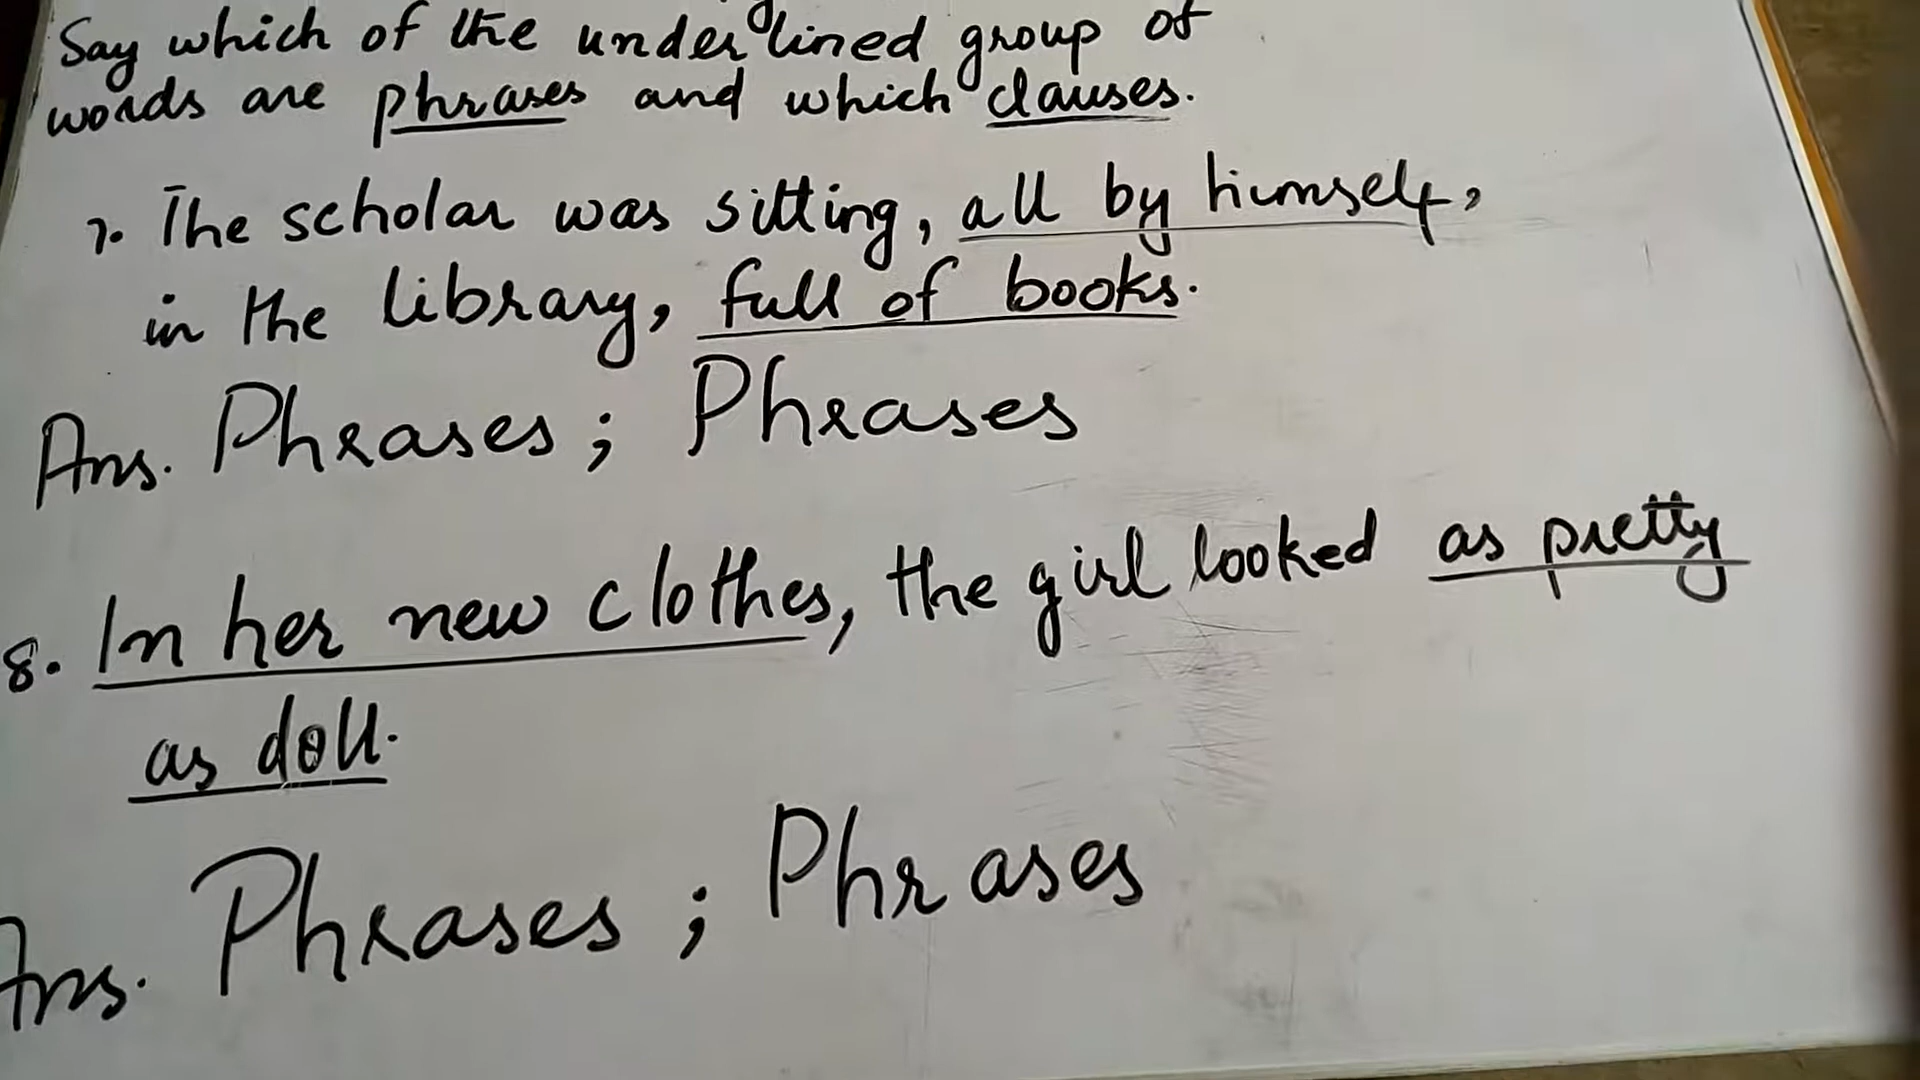 Say which of the underlined group of
words are phrases and which clauses.
7. The scholar was sitting, all by himself,
in the library, full of books.
Ans. Phrases ; Phrases
8. In her new clothes, the girl looked as pretty
as doll.
Ans. Phrases ; Phrases